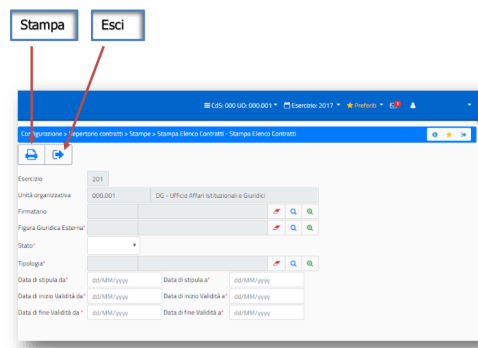 Stampa Esci
CdS: 000 UO: 000.001 Esercizio: 2017 Preferiti
Configurazione > Repertorio contratti > Stampe > Stampa Elenco Contratti - Stampa Elenco Contratti
Esercizio 201
Unità organizzativa 000.001 DG - Ufficio Affari Istituzionali e Giuridici
Firmatario
Figura Giuridica Esterna*
Stato*
Tipologia*
Data di stipula da* dd/MM/yyyy Data di stipula a* dd/MM/yyyy
Data di inizio Validità da* dd/MM/yyyy Data di inizio Validità a* dd/MM/yyyy
Data di fine Validità da * dd/MM/yyyy Data di fine Validità a* dd/MM/yyyy